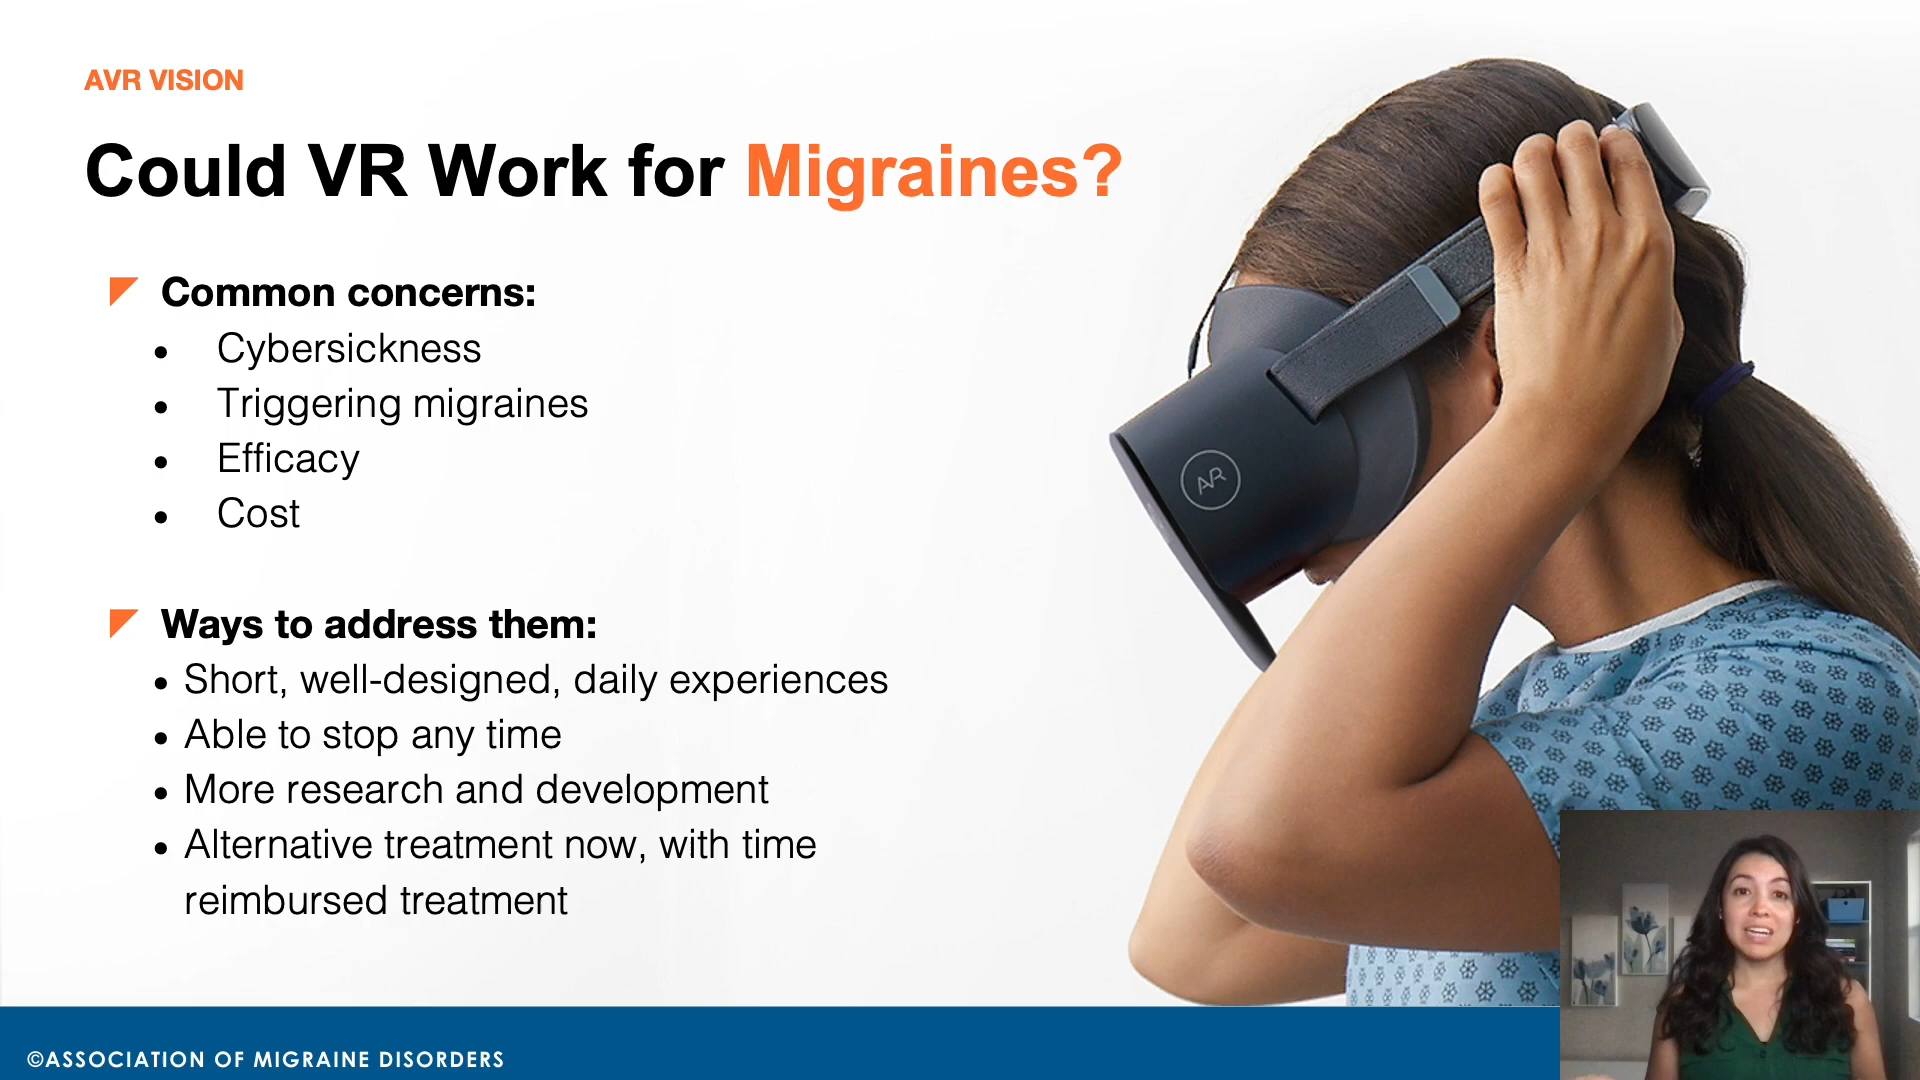 AVR VISION
Could VR Work for Migraines?
Common concerns:
• Cybersickness
• Triggering migraines
• Efficacy
• Cost
Ways to address them:
• Short, well-designed, daily experiences
• Able to stop any time
• More research and development
• Alternative treatment now, with time
reimbursed treatment
AVR
©ASSOCIATION OF MIGRAINE DISORDERS